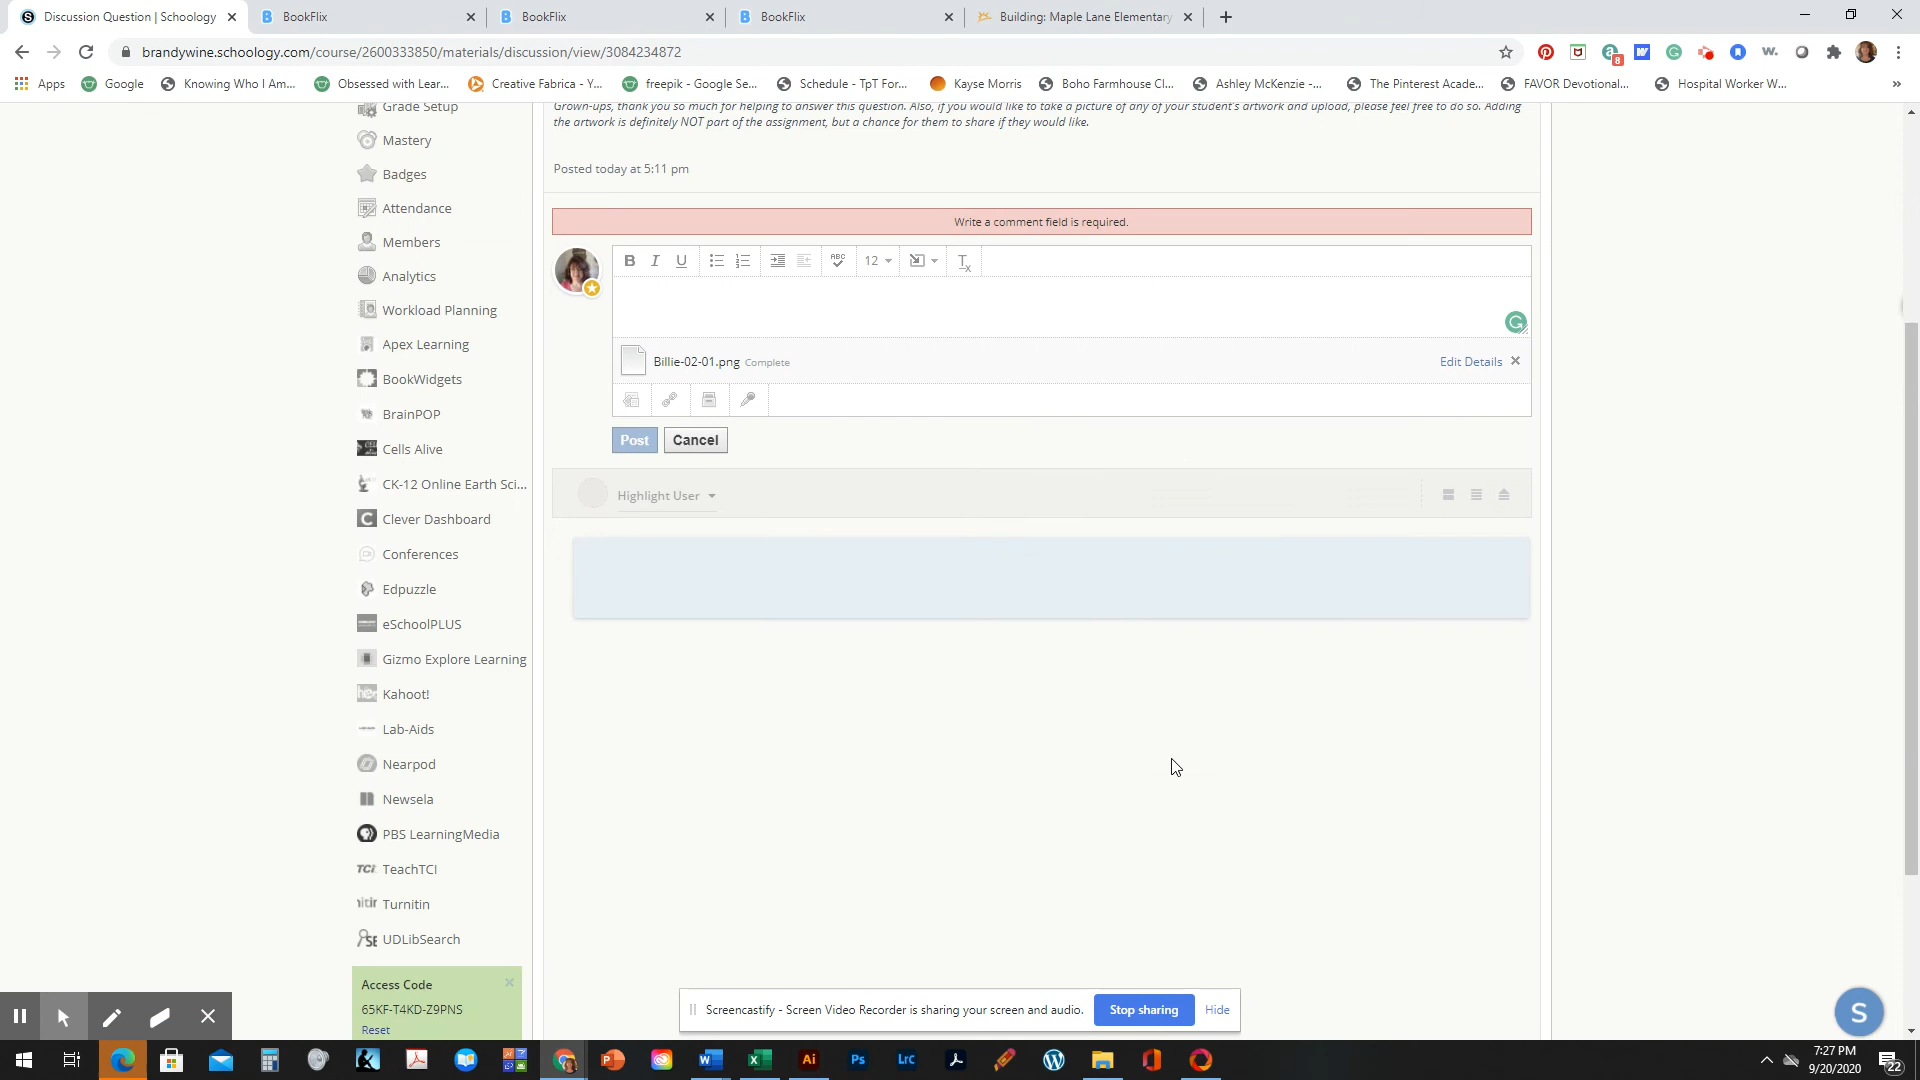 Discussion Question | Schoology
BookFlix
BookFlix
BookFlix
Building: Maple Lane Elementary
brandywine.schoology.com/course/2600333850/materials/discussion/view/3084234872
8
Apps
Google
Knowing Who I Am...
Obsessed with Lear...
Creative Fabrica - Y...
freepik - Google Se...
Schedule - TpT For...
Kayse Morris
Boho Farmhouse Cl...
Ashley McKenzie -...
The Pinterest Acade...
FAVOR Devotional...
Hospital Worker W...
»
Grade Setup
Mastery
Badges
Attendance
Members
Analytics
Workload Planning
Apex Learning
BookWidgets
BrainPOP
Cells Alive
CK-12 Online Earth Sci...
Clever Dashboard
Conferences
Edpuzzle
eSchoolPLUS
Gizmo Explore Learning
Kahoot!
Lab-Aids
Nearpod
Newsela
PBS LearningMedia
TCi TeachTCI
Turnitin
UDLibSearch
Access Code
65KF-T4KD-Z9PNS
Reset
Grown-ups, thank you so much for helping to answer this question. Also, if you would like to take a picture of any of your student's artwork and upload, please feel free to do so. Adding
the artwork is definitely NOT part of the assignment, but a chance for them to share if they would like.
Posted today at 5:11 pm
Write a comment field is required.
B I U ABC 12 Tx
Billie-02-01.png Complete
Edit Details
Post
Cancel
Highlight User
Screencastify - Screen Video Recorder is sharing your screen and audio.
Stop sharing
Hide
S
Ai
Ps
Lrc
7:27 PM
9/20/2020
22